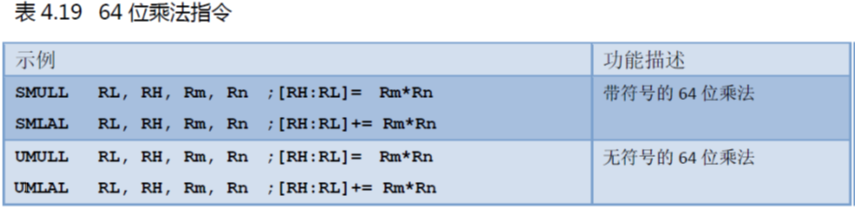 表 4.19 64 位乘法指令
示例 功能描述
SMULL RL, RH, Rm, Rn ;[RH:RL]= Rm*Rn 带符号的 64 位乘法
SMLAL RL, RH, Rm, Rn ;[RH:RL]+= Rm*Rn
UMULL RL, RH, Rm, Rn ;[RH:RL]= Rm*Rn 无符号的 64 位乘法
UMLAL RL, RH, Rm, Rn ;[RH:RL]+= Rm*Rn